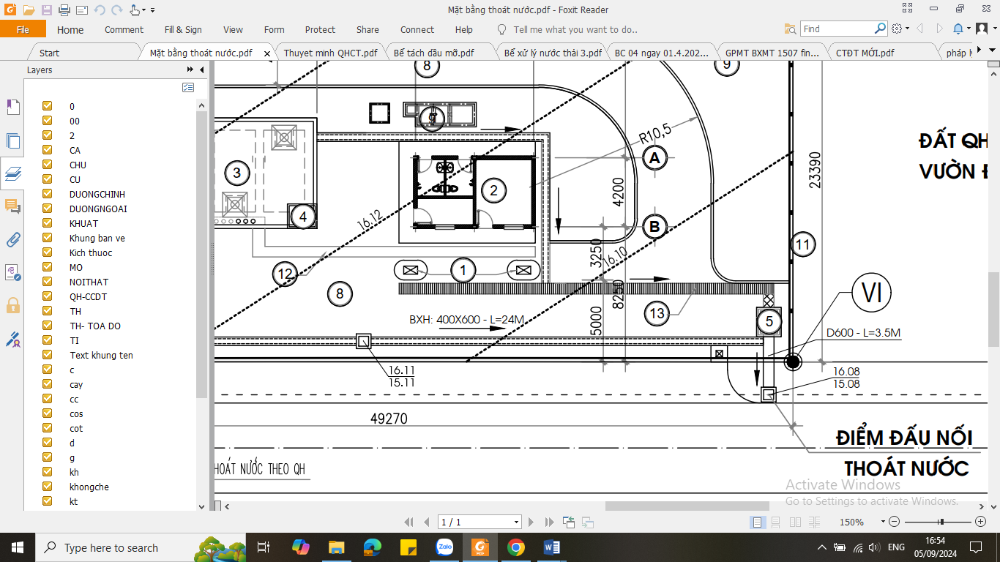 Mặt bằng thoát nước.pdf - Foxit Reader
File Home Comment Fill & Sign View Form Protect Share Connect Help Tell me what you want to do.. Find
Start Mặt bằng thoát nước.pdf × Thuyet minh QHCT.pdf Bể tách dầu mỡ.pdf Bể xử lý nước thải 3.pdf BC 04 ngay 01.4.202... GPMT BXMT 1507 fin... CTĐT MỚI.pdf pháp lý
Layers
0
00
2
CA
CHU
CU
DUONGCHINH
DUONGNGOAI
KHUAT
Khung ban ve
Kich thuoc
MO
NOITHAT
QH-CCDT
TH
TH- TOA DO
TI
Text khung ten
c
cay
cc
cos
cot
d
g
kh
khongche
kt
8
9
R10,5
ĐẤT QH
VƯỜN
A
23390
3
2
4200
4
16.12
B
11
3250
16.10
12
1
8
8250
VI
13
5
BXH: 400X600 - L=24M
5000
D600 - L=3.5M
16.11
15.11
16.08
15.08
49270
ĐIỂM ĐẤU NỐI
THOÁT NƯỚC
HOÁT NƯỚC THEO QH
Activate Windows
Go to Settings to activate Windows.
1 / 1
150%
Type here to search
Zalo
PDF
ENG
16:54
05/09/2024